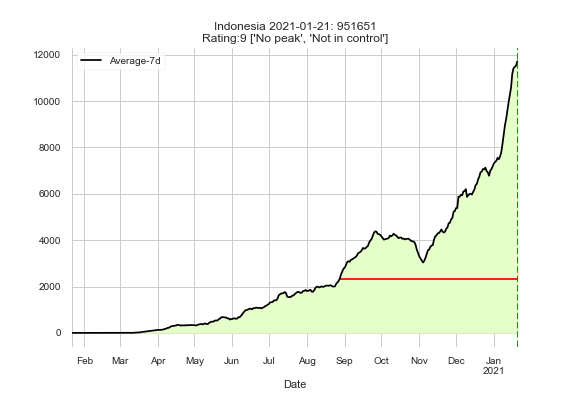 Indonesia 2021-01-21: 951651
Rating:9 ['No peak', 'Not in control']
12000
Average-7d
10000
8000
6000
4000
2000
0
Feb Mar Apr May Jun Jul Aug Sep Oct Nov Dec Jan
2021
Date